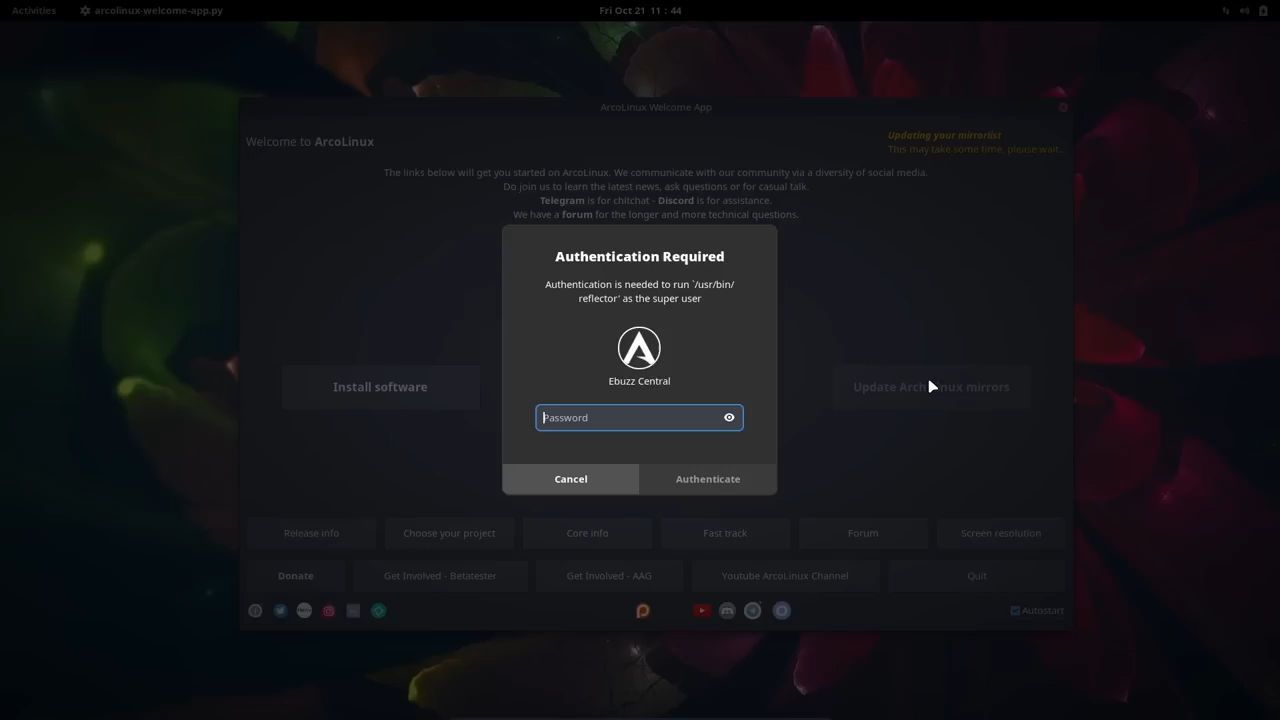 Activities
arcolinux-welcome-app.py
Fri Oct 21 11 : 44
ArcoLinux Welcome App
Welcome to ArcoLinux
Updating your mirrorlist
This may take some time, please wait...
The links below will get you started on ArcoLinux. We communicate with our community via a diversity of social media.
Do join us to learn the latest news, ask questions or for casual talk.
Telegram is for chitchat - Discord is for assistance.
We have a forum for the longer and more technical questions.
Authentication Required
Authentication is needed to run `/usr/bin/
reflector' as the super user
Ebuzz Central
Install software
Update Arch Linux mirrors
Password
Cancel
Authenticate
Release info
Choose your project
Core info
Fast track
Forum
Screen resolution
Donate
Get Involved - Betatester
Get Involved - AAG
Youtube ArcoLinux Channel
Quit
Autostart